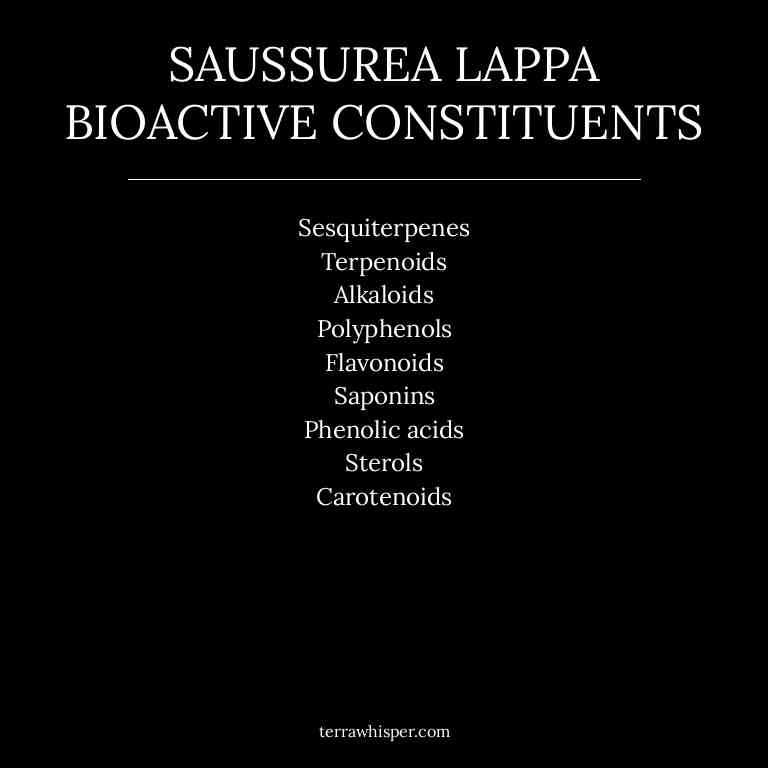 SAUSSUREA LAPPA
BIOACTIVE CONSTITUENTS
Sesquiterpenes
Terpenoids
Alkaloids
Polyphenols
Flavonoids
Saponins
Phenolic acids
Sterols
Carotenoids
terrawhisper.com